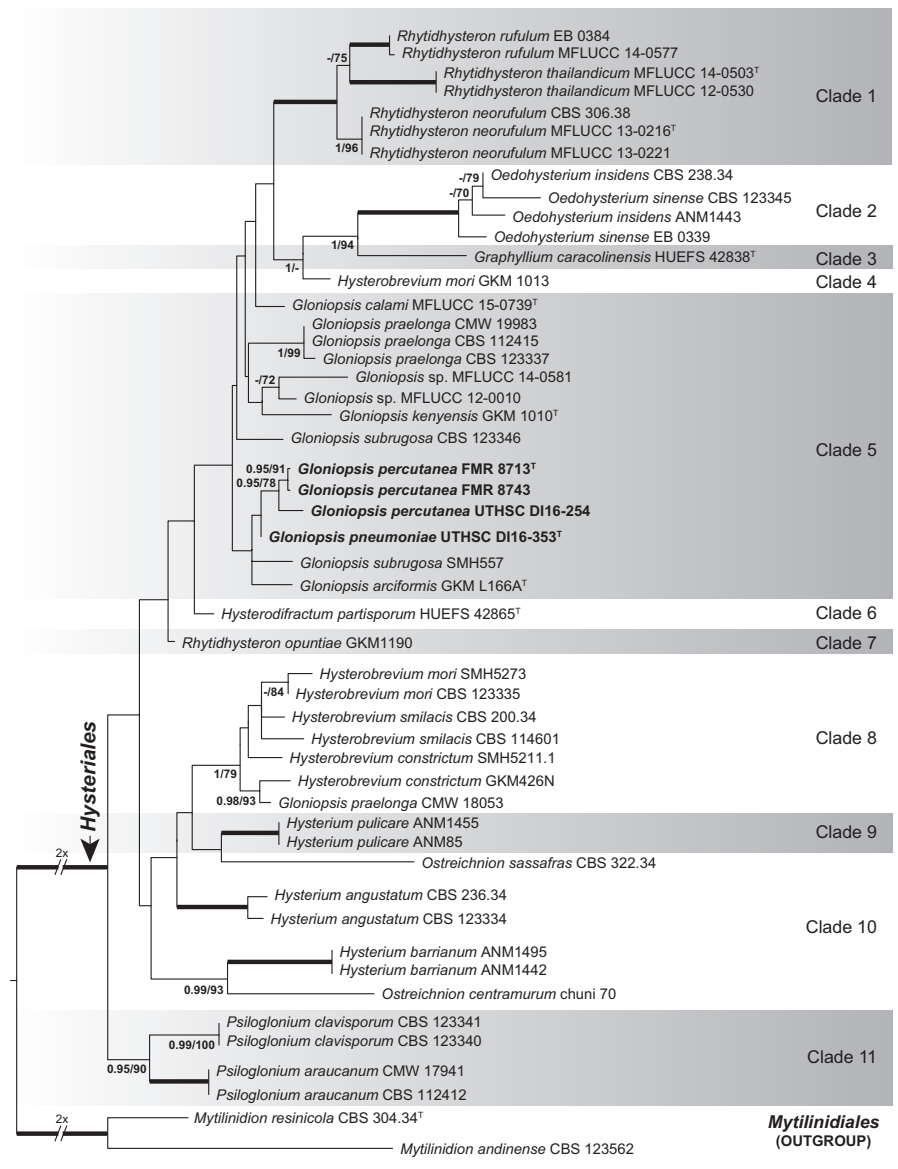 Rhytidhysteron rufulum EB 0384
Rhytidhysteron rufulum MFLUCC 14-0577
-/75
Rhytidhysteron thailandicum MFLUCC 14-0503ᵀ
Rhytidhysteron thailandicum MFLUCC 12-0530
Clade 1
Rhytidhysteron neorufulum CBS 306.38
Rhytidhysteron neorufulum MFLUCC 13-0216ᵀ
1/96
Rhytidhysteron neorufulum MFLUCC 13-0221
-/79
Oedohysterium insidens CBS 238.34
-/70
Oedohysterium sinense CBS 123345
Clade 2
Oedohysterium insidens ANM1443
Oedohysterium sinense EB 0339
1/94
Graphyllium caracolinensis HUEFS 42838ᵀ
Clade 3
1/-
Hysterobrevium mori GKM 1013
Clade 4
Gloniopsis calami MFLUCC 15-0739ᵀ
Gloniopsis praelonga CMW 19983
Gloniopsis praelonga CBS 112415
1/99
Gloniopsis praelonga CBS 123337
-/72
Gloniopsis sp. MFLUCC 14-0581
Gloniopsis sp. MFLUCC 12-0010
Gloniopsis kenyensis GKM 1010ᵀ
Gloniopsis subrugosa CBS 123346
Clade 5
0.95/91
Gloniopsis percutanea FMR 8713ᵀ
0.95/78
Gloniopsis percutanea FMR 8743
Gloniopsis percutanea UTHSC DI16-254
Gloniopsis pneumoniae UTHSC DI16-353ᵀ
Gloniopsis subrugosa SMH557
Gloniopsis arciformis GKM L166Aᵀ
Hysterodifractum partisporum HUEFS 42865ᵀ
Clade 6
Rhytidhysteron opuntiae GKM1190
Clade 7
Hysterobrevium mori SMH5273
-/84
Hysterobrevium mori CBS 123335
Hysterobrevium smilacis CBS 200.34
Hysterobrevium smilacis CBS 114601
Clade 8
Hysterobrevium constrictum SMH5211.1
1/79
Hysterobrevium constrictum GKM426N
0.98/93
Gloniopsis praelonga CMW 18053
Hysteriales
Hysterium pulicare ANM1455
Hysterium pulicare ANM85
Clade 9
2x
Ostreichnion sassafras CBS 322.34
Hysterium angustatum CBS 236.34
Hysterium angustatum CBS 123334
Clade 10
Hysterium barrianum ANM1495
Hysterium barrianum ANM1442
0.99/93
Ostreichnion centramurum chuni 70
Psiloglonium clavisporum CBS 123341
0.99/100
Psiloglonium clavisporum CBS 123340
Clade 11
0.95/90
Psiloglonium araucanum CMW 17941
Psiloglonium araucanum CBS 112412
2x
Mytilinidion resinicola CBS 304.34ᵀ
Mytilinidiales
(OUTGROUP)
Mytilinidion andinense CBS 123562